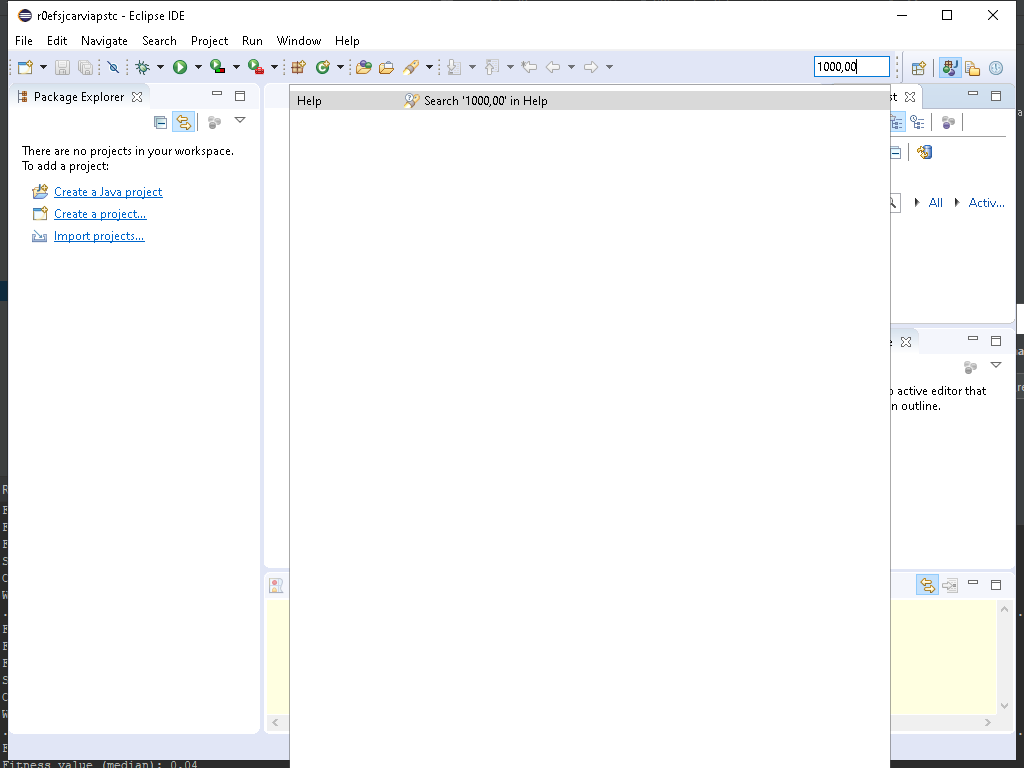 r0efsjcarviapstc - Eclipse IDE
File Edit Navigate Search Project Run Window Help
1000,00
Package Explorer
Help Search '1000,00' in Help
There are no projects in your workspace.
To add a project:
Create a Java project
Create a project...
Import projects...
All Activ...
active editor that
outline.
Fitness value (median): 0.04